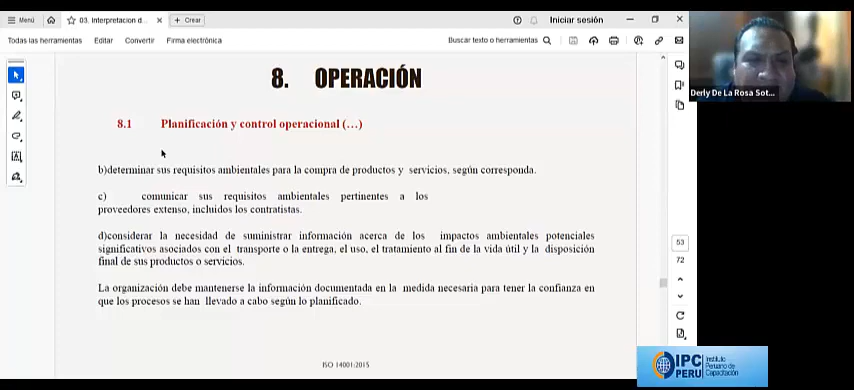 Menú
03. Interpretacion d...
+ Crear
Iniciar sesión
Todas las herramientas
Editar
Convertir
Firma electrónica
Buscar texto o herramientas
8. OPERACIÓN
8.1 Planificación y control operacional (…)
b)determinar sus requisitos ambientales para la compra de productos y servicios, según corresponda.
c) comunicar sus requisitos ambientales pertinentes a los
proveedores extenso, incluidos los contratistas.
d)considerar la necesidad de suministrar información acerca de los impactos ambientales potenciales
significativos asociados con el transporte o la entrega, el uso, el tratamiento al fin de la vida útil y la disposición
final de sus productos o servicios.
La organización debe mantenerse la información documentada en la medida necesaria para tener la confianza en
que los procesos se han llevado a cabo según lo planificado.
ISO 14001:2015
53
72
Derly De La Rosa Sot...
IPC
PERÚ
Instituto
Peruano de
Capacitación